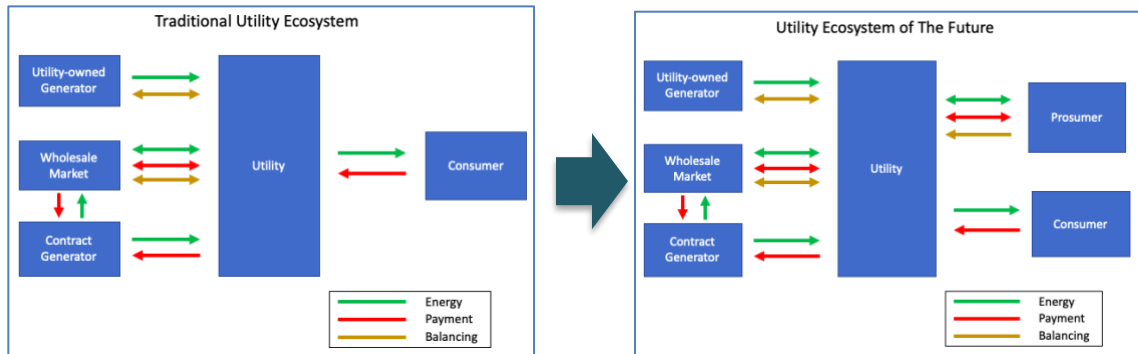 Traditional Utility Ecosystem
Utility-owned
Generator
Wholesale
Market
Contract
Generator
Utility
Consumer
Energy
Payment
Balancing
Utility Ecosystem of The Future
Utility-owned
Generator
Wholesale
Market
Contract
Generator
Utility
Prosumer
Consumer
Energy
Payment
Balancing